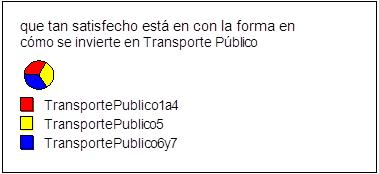 que tan satisfecho está en con la forma en
cómo se invierte en Transporte Público
TransportePublico1a4
TransportePublico5
TransportePublico6y7